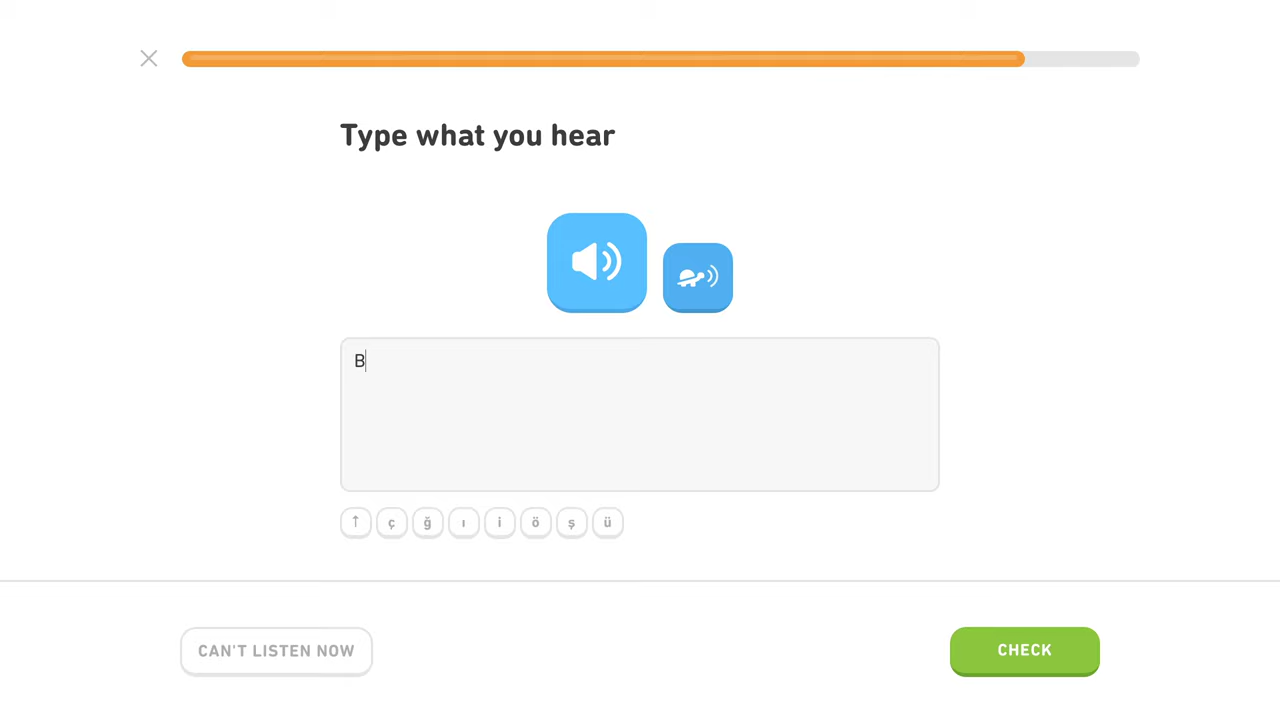 Type what you hear
B
↑ ç ğ ı i ö ş ü
CAN'T LISTEN NOW
CHECK